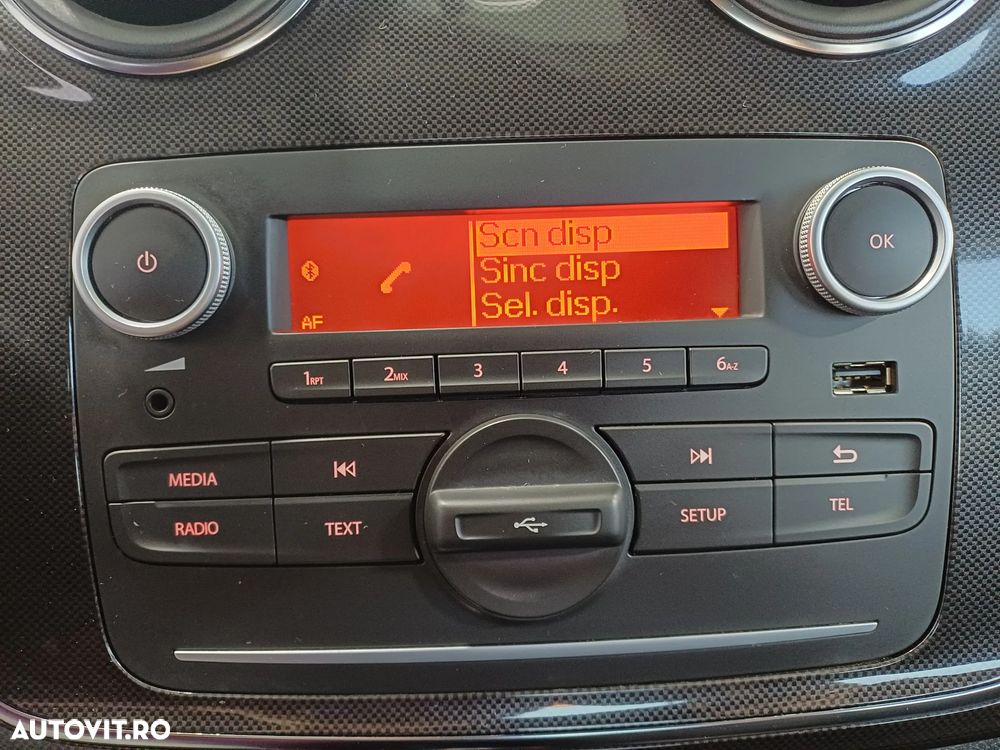 Scn disp
Sinc disp
Sel. disp.
AF
OK
1RPT
2MIX
3
4
5
6A-Z
MEDIA
RADIO
TEXT
SETUP
TEL
AUTOVIT.RO